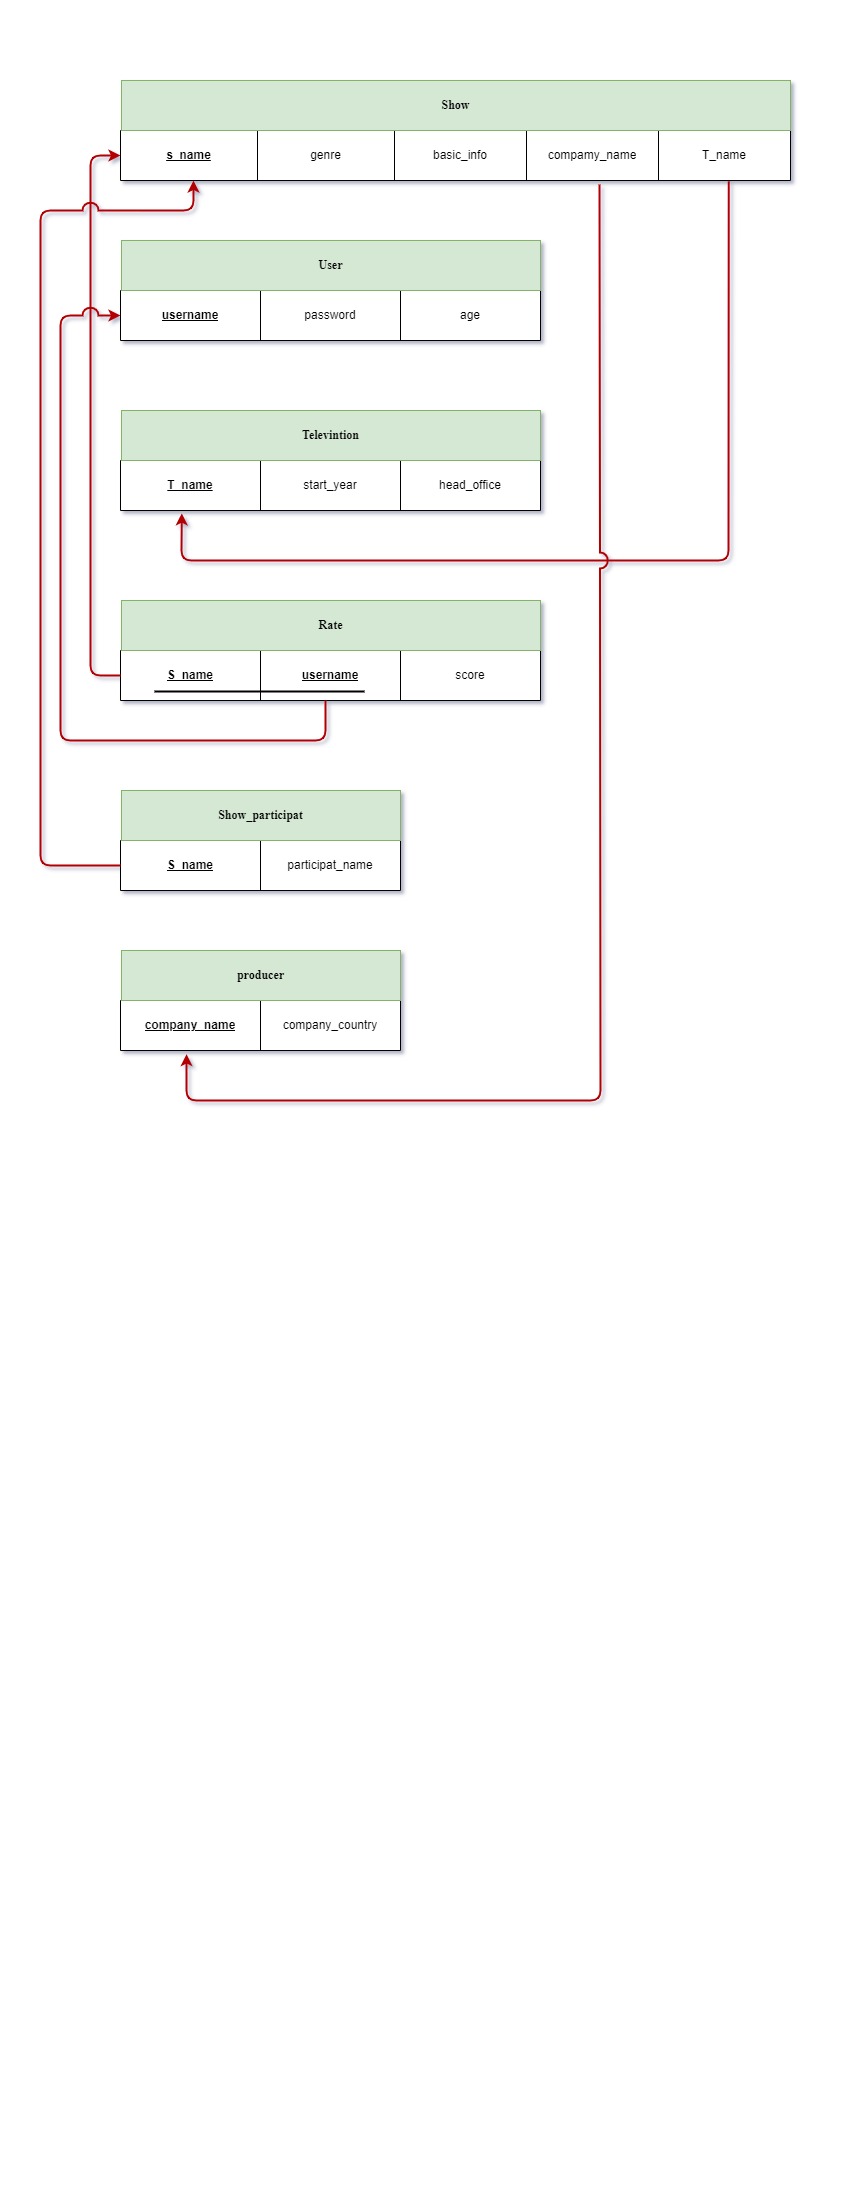 Show
s_name genre basic_info compamy_name T_name
User
username password age
Televintion
T_name start_year head_office
Rate
S_name username score
Show_participat
S_name participat_name
producer
company_name company_country